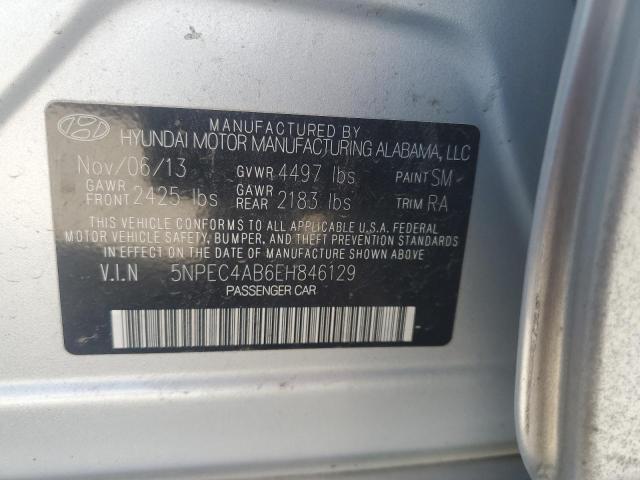 MANUFACTURED BY
HYUNDAI MOTOR MANUFACTURING ALABAMA, LLC
Nov/06/13 GVWR 4497 lbs PAINT SM
GAWR FRONT 2425 lbs GAWR REAR 2183 lbs TRIM RA
THIS VEHICLE CONFORMS TO ALL APPLICABLE U.S.A. FEDERAL
MOTOR VEHICLE SAFETY, BUMPER, AND THEFT PREVENTION STANDARDS
IN EFFECT ON THE DATE OF MANUFACTURE SHOWN ABOVE.
V.I.N 5NPEC4AB6EH846129
PASSENGER CAR